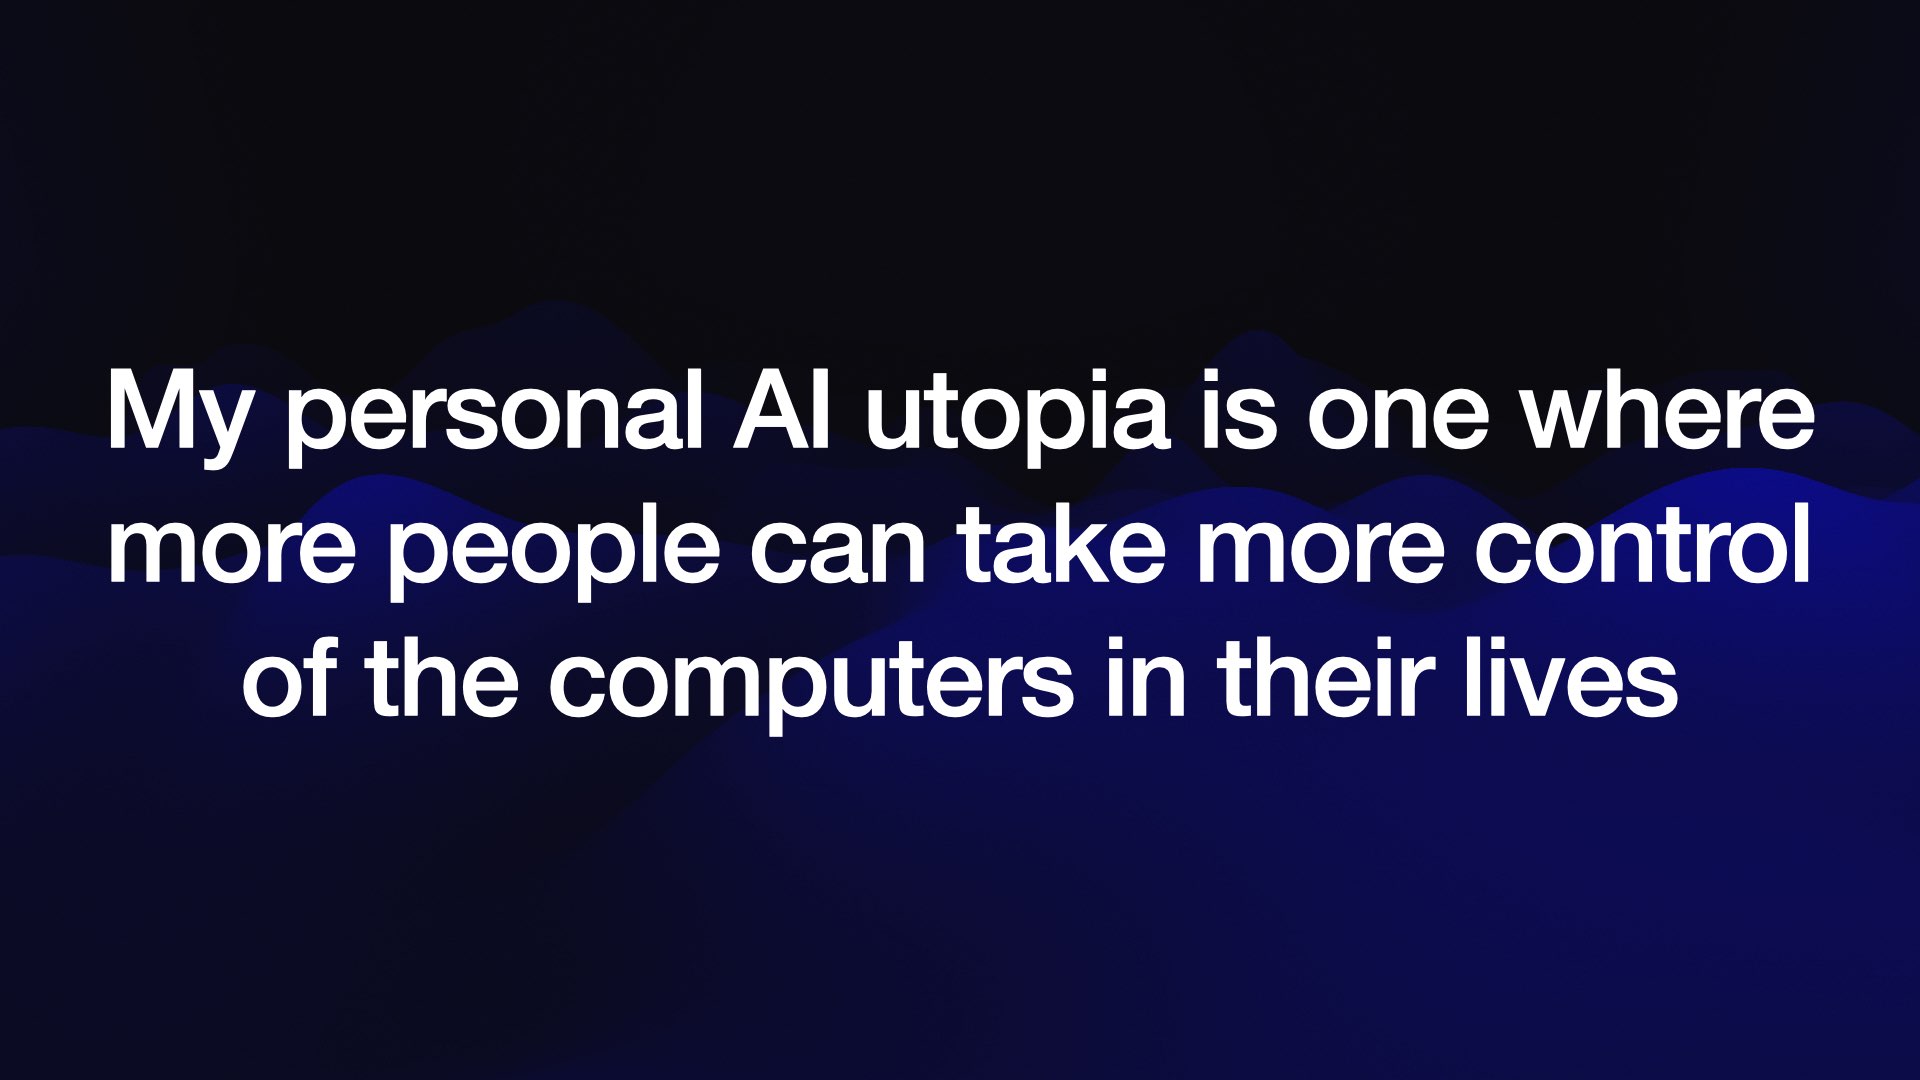 My personal AI utopia is one where
more people can take more control
of the computers in their lives